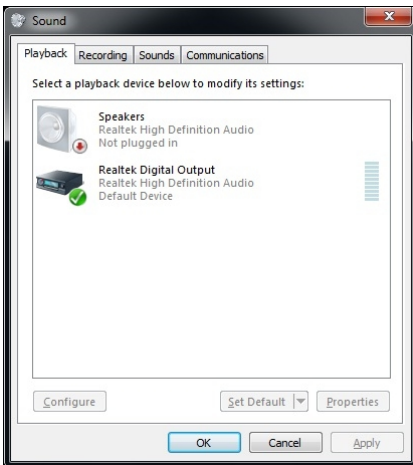 Sound
Playback Recording Sounds Communications
Select a playback device below to modify its settings:
Speakers
Realtek High Definition Audio
Not plugged in
Realtek Digital Output
Realtek High Definition Audio
Default Device
Configure Set Default Properties
OK Cancel Apply